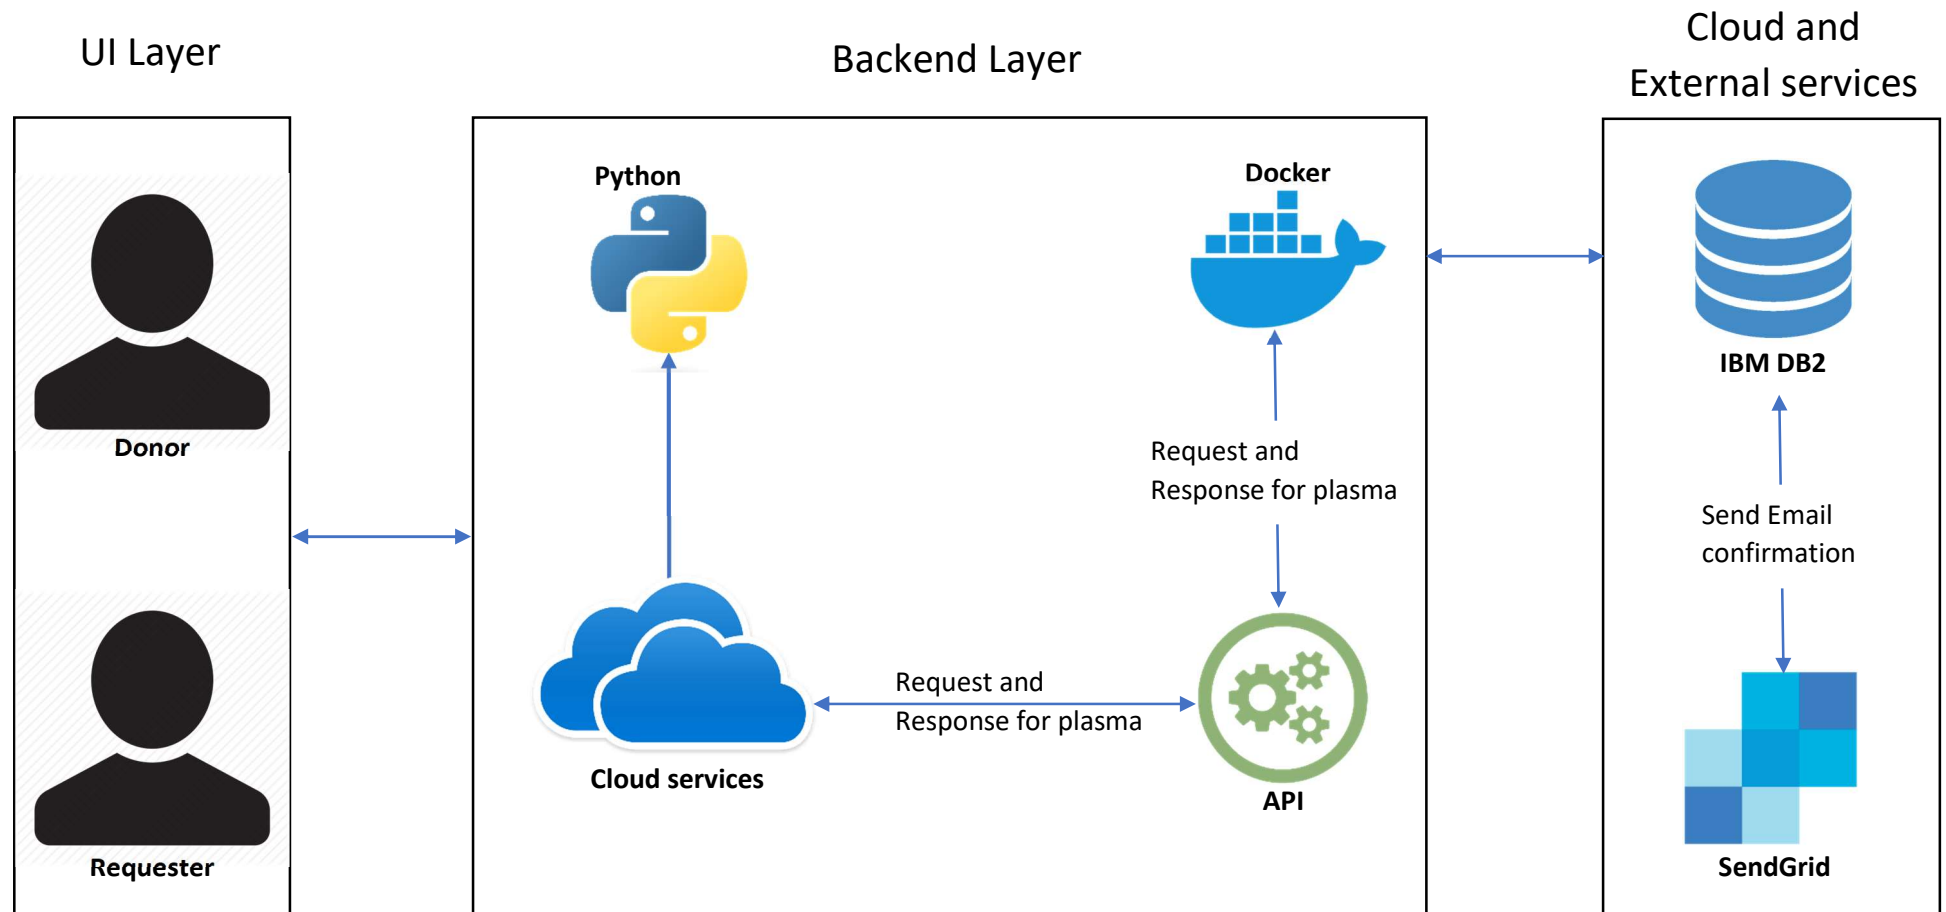 UI Layer
Backend Layer
Cloud and
External services
Donor
Requester
Python
Docker
Request and
Response for plasma
Request and
Response for plasma
Cloud services
API
IBM DB2
Send Email
confirmation
SendGrid